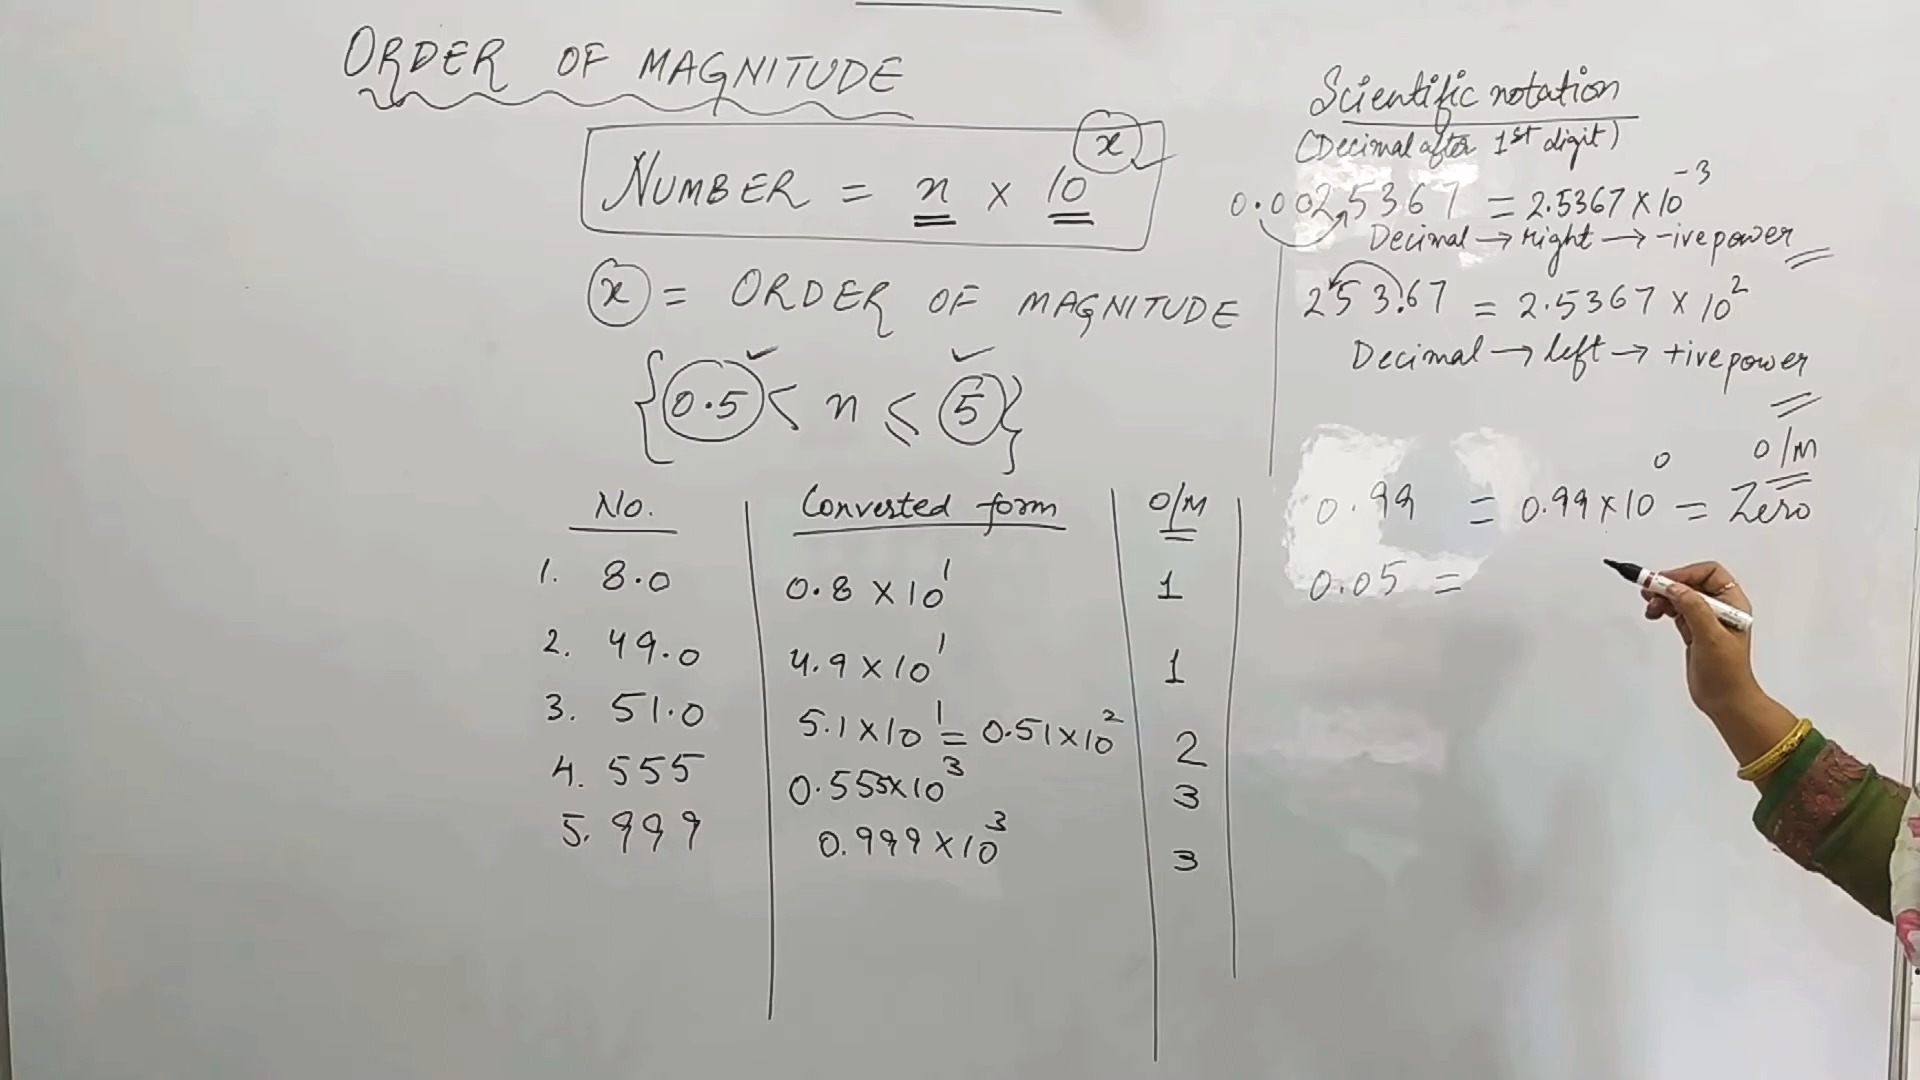 ORDER OF MAGNITUDE
NUMBER = n × 10^x
x = ORDER OF MAGNITUDE
{0.5 < n ≤ 5}
No. Converted form O/M
1. 8.0 0.8 × 10^1 1
2. 49.0 4.9 × 10^1 1
3. 51.0 5.1 × 10^1 = 0.51 × 10^2 2
4. 555 0.555 × 10^3 3
5. 999 0.999 × 10^3 3
Scientific notation
(Decimal after 1st digit)
0.0025367 = 2.5367 × 10^-3
Decimal → right → -ive power
253.67 = 2.5367 × 10^2
Decimal → left → +ive power
O/M
0.99 = 0.99 × 10^0 = Zero
0.05 =